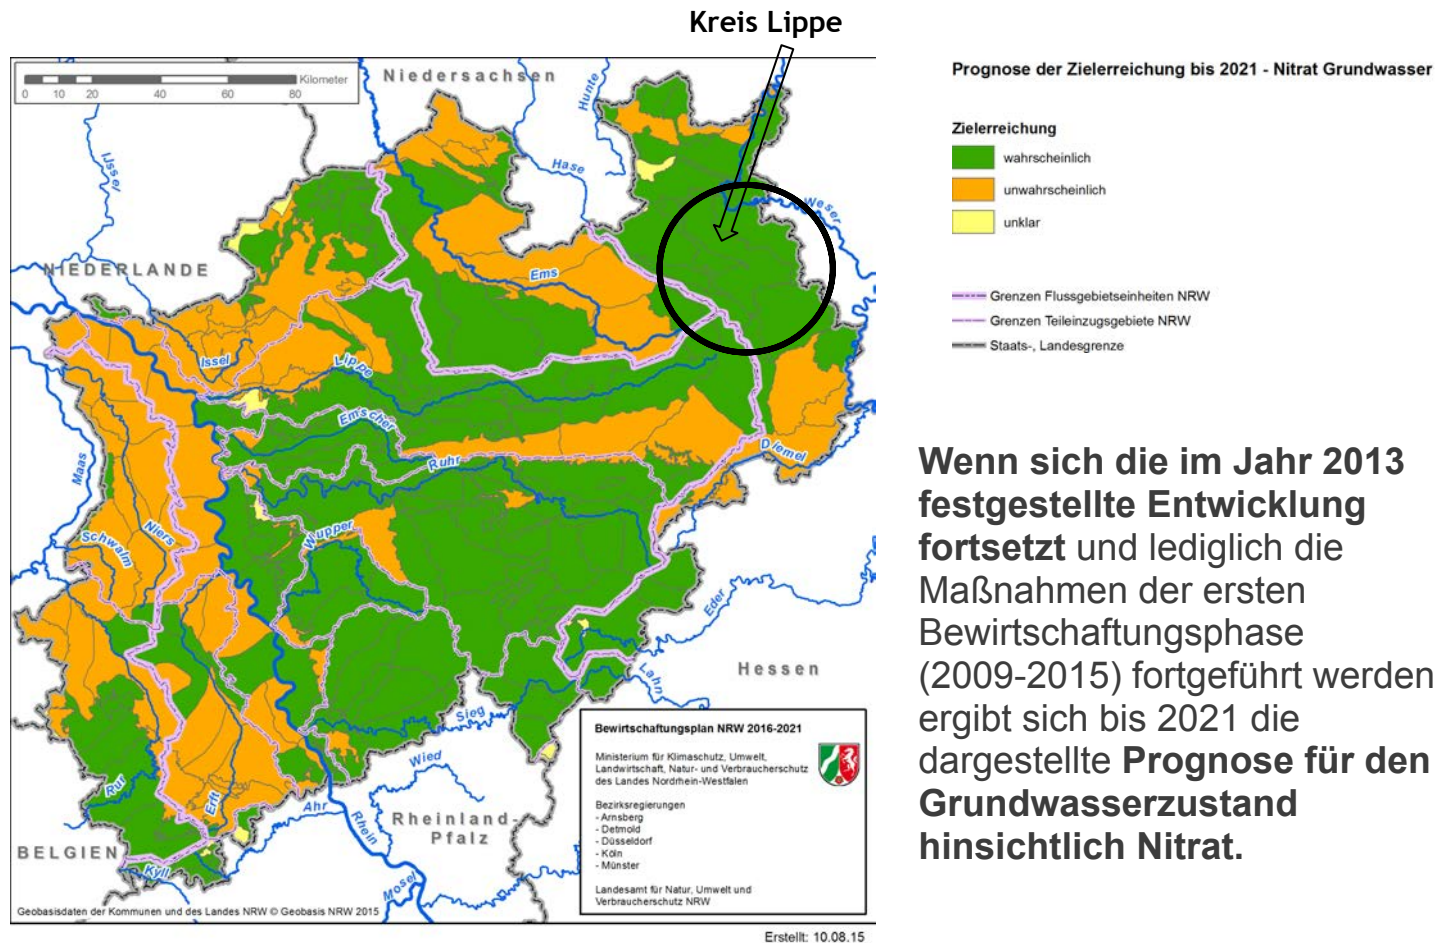 Kreis Lippe
Kilometer
0 10 20 40 60 80
Niedersachsen
Hunte
IJssel
Hase
Weser
NIEDERLANDE
Ems
Issel
Lippe
Emscher
Ruhr
Diemel
Maas
Schwalm
Niers
Wupper
Eder
Lahn
Hessen
Sieg
Wied
Rur
Erft
Ahr
Rhein
Rheinland-
Pfalz
BELGIEN
Kyll
Mosel
Bewirtschaftungsplan NRW 2016-2021
Ministerium für Klimaschutz, Umwelt,
Landwirtschaft, Natur- und Verbraucherschutz
des Landes Nordrhein-Westfalen
Bezirksregierungen
- Arnsberg
- Detmold
- Düsseldorf
- Köln
- Münster
Landesamt für Natur, Umwelt und
Verbraucherschutz NRW
Geobasisdaten der Kommunen und des Landes NRW © Geobasis NRW 2015
Erstellt: 10.08.15
Prognose der Zielerreichung bis 2021 - Nitrat Grundwasser
Zielerreichung
wahrscheinlich
unwahrscheinlich
unklar
Grenzen Flussgebietseinheiten NRW
Grenzen Teileinzugsgebiete NRW
Staats-, Landesgrenze
Wenn sich die im Jahr 2013
festgestellte Entwicklung
fortsetzt und lediglich die
Maßnahmen der ersten
Bewirtschaftungsphase
(2009-2015) fortgeführt werden
ergibt sich bis 2021 die
dargestellte Prognose für den
Grundwasserzustand
hinsichtlich Nitrat.